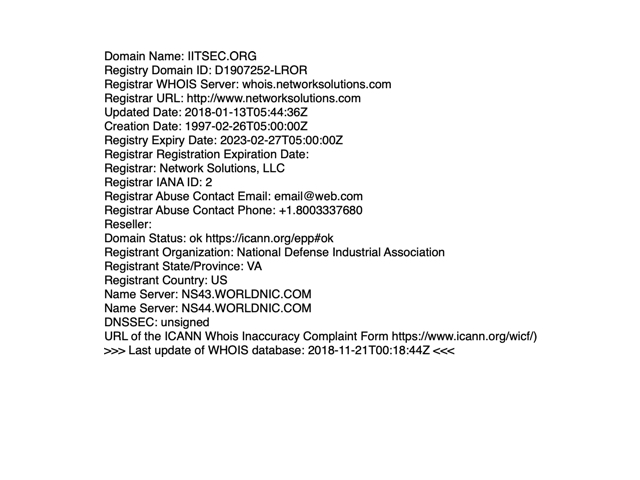 Domain Name: IITSEC.ORG
Registry Domain ID: D1907252-LROR
Registrar WHOIS Server: whois.networksolutions.com
Registrar URL: http://www.networksolutions.com
Updated Date: 2018-01-13T05:44:36Z
Creation Date: 1997-02-26T05:00:00Z
Registry Expiry Date: 2023-02-27T05:00:00Z
Registrar Registration Expiration Date:
Registrar: Network Solutions, LLC
Registrar IANA ID: 2
Registrar Abuse Contact Email: email@web.com
Registrar Abuse Contact Phone: +1.8003337680
Reseller:
Domain Status: ok https://icann.org/epp#ok
Registrant Organization: National Defense Industrial Association
Registrant State/Province: VA
Registrant Country: US
Name Server: NS43.WORLDNIC.COM
Name Server: NS44.WORLDNIC.COM
DNSSEC: unsigned
URL of the ICANN Whois Inaccuracy Complaint Form https://www.icann.org/wicf/)
>>> Last update of WHOIS database: 2018-11-21T00:18:44Z <<<